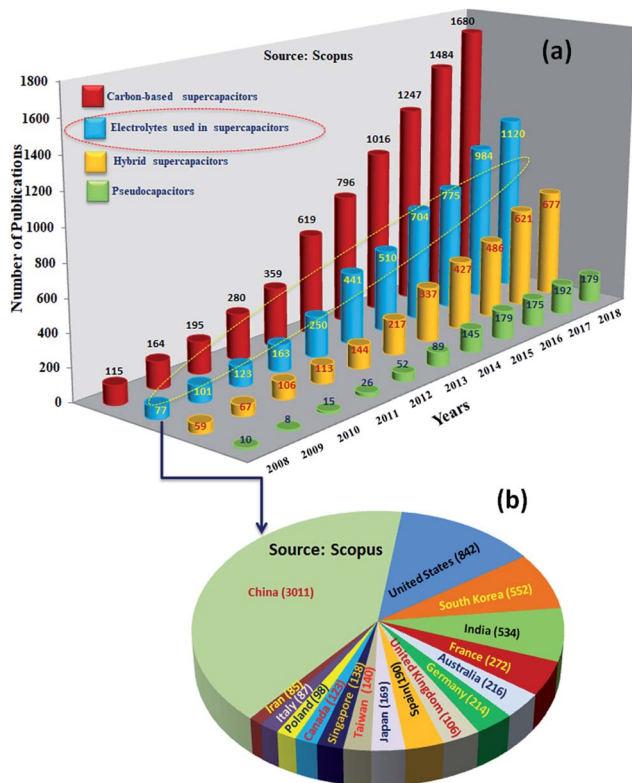 (a)
Source: Scopus
Carbon-based supercapacitors
Electrolytes used in supercapacitors
Hybrid supercapacitors
Pseudocapacitors
Number of Publications
1800
1600
1400
1200
1000
800
600
400
200
0
115 164 195 280 359 619 796 1016 1247 1484 1680
77 101 123 163 250 441 510 704 775 984 1120
59 67 106 113 144 217 337 427 486 621 677
10 8 15 26 52 89 145 179 175 192 179
2008 2009 2010 2011 2012 2013 2014 2015 2016 2017 2018
Years
(b)
Source: Scopus
China (3011)
United States (842)
South Korea (552)
India (534)
France (272)
Australia (216)
Germany (214)
United Kingdom (106)
Spain (190)
Japan (169)
Taiwan (140)
Singapore (138)
Canada (123)
Poland (98)
Italy (87)
Iran (85)